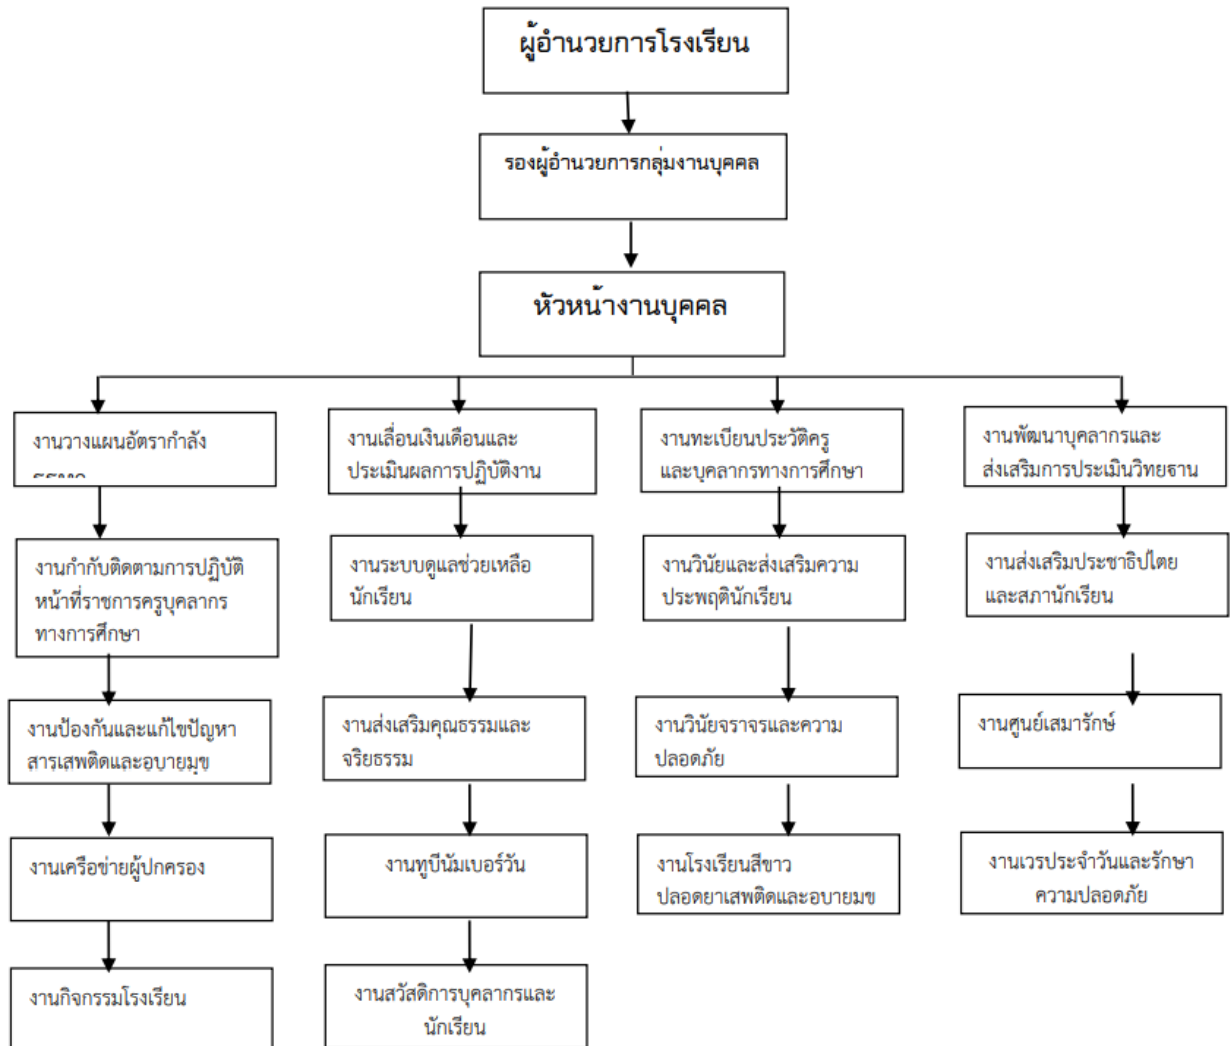 ผู้อำนวยการโรงเรียน
รองผู้อำนวยการกลุ่มงานบุคคล
หัวหน้างานบุคคล
งานวางแผนอัตรากำลัง
งานเลื่อนเงินเดือนและ
ประเมินผลการปฏิบัติงาน
งานทะเบียนประวัติครู
และบุคลากรทางการศึกษา
งานพัฒนาบุคลากรและ
ส่งเสริมการประเมินวิทยฐาน
งานกำกับติดตามการปฏิบัติ
หน้าที่ราชการครูบุคลากร
ทางการศึกษา
งานระบบดูแลช่วยเหลือ
นักเรียน
งานวินัยและส่งเสริมความ
ประพฤตินักเรียน
งานส่งเสริมประชาธิปไตย
และสภานักเรียน
งานป้องกันและแก้ไขปัญหา
สารเสพติดและอบายมุข
งานส่งเสริมคุณธรรมและ
จริยธรรม
งานวินัยจราจรและความ
ปลอดภัย
งานศูนย์เสมารักษ์
งานเครือข่ายผู้ปกครอง
งานทูบีนัมเบอร์วัน
งานโรงเรียนสีขาว
ปลอดยาเสพติดและอบายมข
งานเวรประจำวันและรักษา
ความปลอดภัย
งานกิจกรรมโรงเรียน
งานสวัสดิการบุคลากรและ
นักเรียน